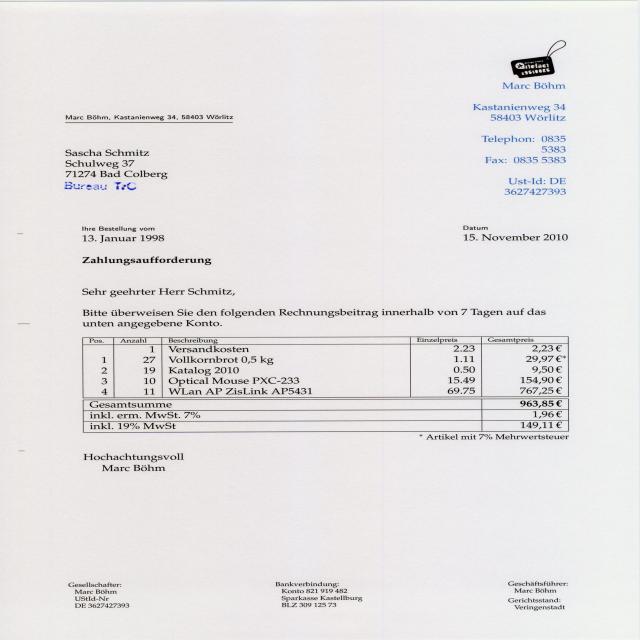 Marc Böhm
Kastanienweg 34
58403 Wörlitz
Telephon: 0835
5383
Fax: 0835 5383
Ust-Id: DE
3627427393
Marc Böhm, Kastanienweg 34, 58403 Wörlitz
Sascha Schmitz
Schulweg 37
71274 Bad Colberg
Bureau
Ihre Bestellung vom
13. Januar 1998
Datum
15. November 2010
Zahlungsaufforderung
Sehr geehrter Herr Schmitz,
Bitte überweisen Sie den folgenden Rechnungsbeitrag innerhalb von 7 Tagen auf das
unten angegebene Konto.
Pos. Anzahl Beschreibung Einzelpreis Gesamtpreis
1 Versandkosten 2.23 2,23 €
1 27 Vollkornbrot 0,5 kg 1.11 29,97 €*
2 19 Katalog 2010 0.50 9,50 €
3 10 Optical Mouse PXC-233 15.49 154,90 €
4 11 WLan AP ZisLink AP5431 69.75 767,25 €
Gesamtsumme 963,85 €
inkl. erm. MwSt. 7% 1,96 €
inkl. 19% MwSt 149,11 €
* Artikel mit 7% Mehrwertsteuer
Hochachtungsvoll
Marc Böhm
Gesellschafter:
Marc Böhm
UStId-Nr
DE 3627427393
Bankverbindung:
Konto 821 919 482
Sparkasse Kastellburg
BLZ 309 125 73
Geschäftsführer:
Marc Böhm
Gerichtsstand:
Veringenstadt